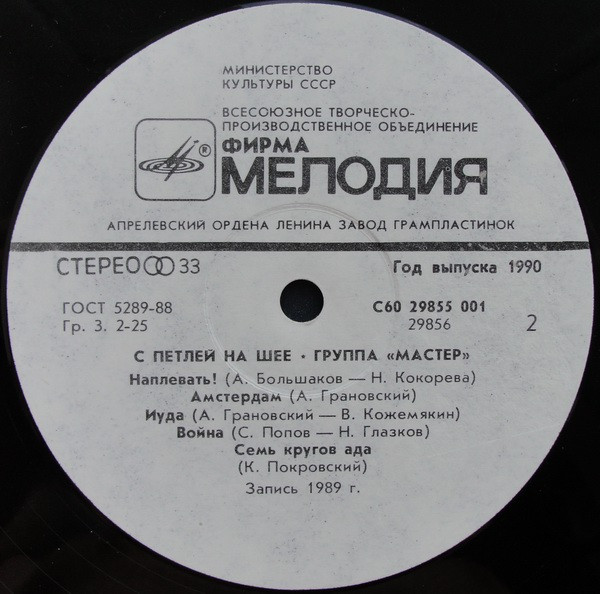 МИНИСТЕРСТВО
КУЛЬТУРЫ СССР
ВСЕСОЮЗНОЕ ТВОРЧЕСКО-
ПРОИЗВОДСТВЕННОЕ ОБЪЕДИНЕНИЕ
ФИРМА
®
МЕЛОДИЯ
АПРЕЛЕВСКИЙ ОРДЕНА ЛЕНИНА ЗАВОД ГРАМПЛАСТИНОК
СТЕРЕО 33
Год выпуска 1990
ГОСТ 5289-88
С60 29855 001
Гр. 3. 2-25
29856
2
С ПЕТЛЕЙ НА ШЕЕ • ГРУППА «МАСТЕР»
Наплевать! (А. Большаков — Н. Кокорева)
Амстердам (А. Грановский)
Иуда (А. Грановский — В. Кожемякин)
Война (С. Попов — Н. Глазков)
Семь кругов ада
(К. Покровский)
Запись 1989 г.